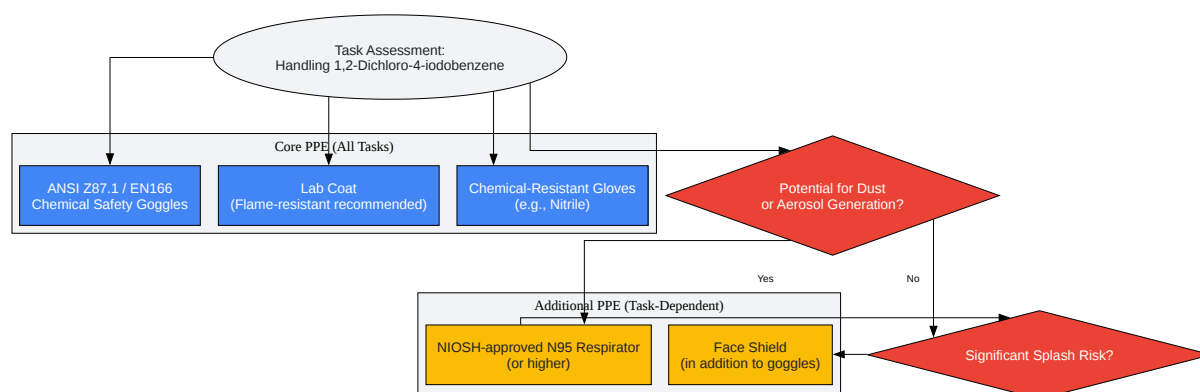 Task Assessment:
Handling 1,2-Dichloro-4-iodobenzene
Core PPE (All Tasks)
ANSI Z87.1 / EN166
Chemical Safety Goggles
Lab Coat
(Flame-resistant recommended)
Chemical-Resistant Gloves
(e.g., Nitrile)
Potential for Dust
or Aerosol Generation?
Yes
No
Additional PPE (Task-Dependent)
NIOSH-approved N95 Respirator
(or higher)
Face Shield
(in addition to goggles)
Significant Splash Risk?